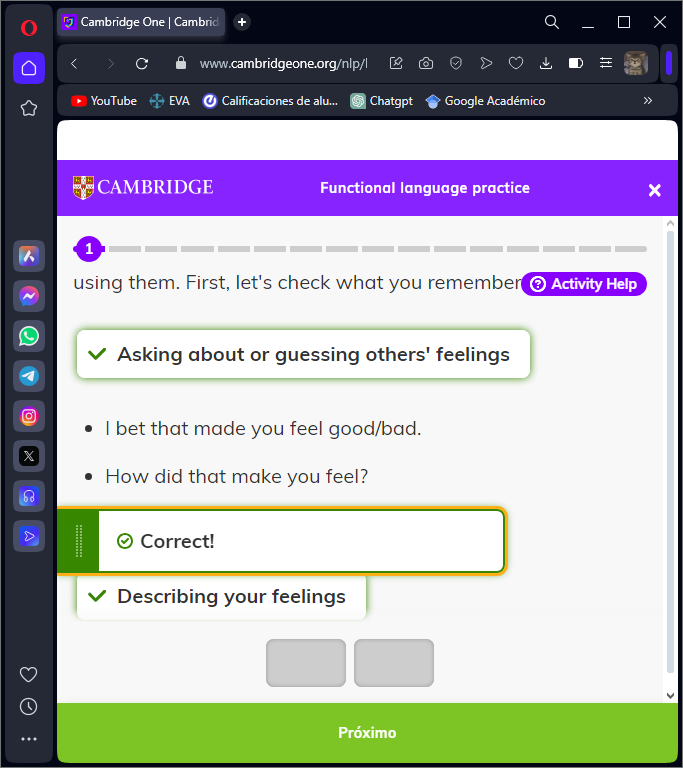 Cambridge One | Cambrid
www.cambridgeone.org/nlp/l
YouTube EVA Calificaciones de alu... Chatgpt Google Académico
CAMBRIDGE Functional language practice
1
using them. First, let's check what you remember
Activity Help
Asking about or guessing others' feelings
I bet that made you feel good/bad.
How did that make you feel?
Correct!
Describing your feelings
Próximo